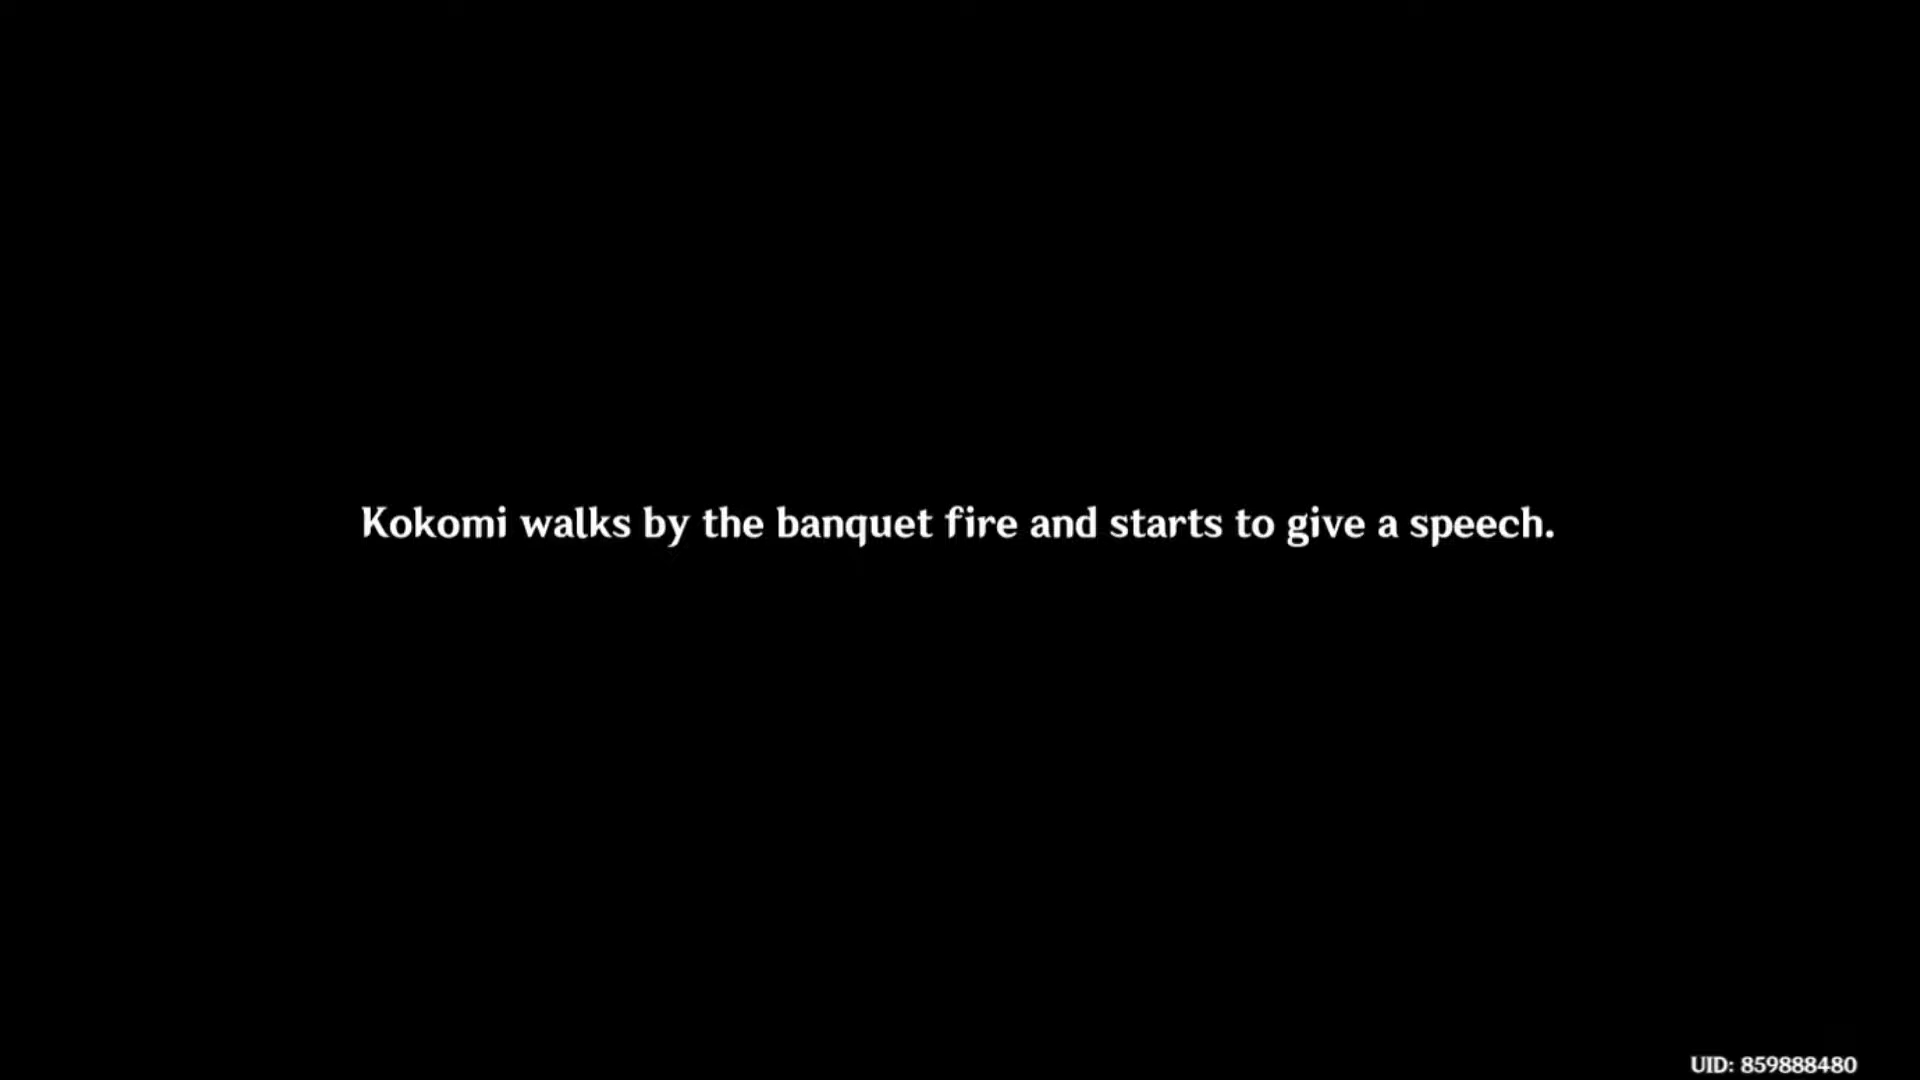 Kokomi walks by the banquet fire and starts to give a speech.
UID: 859888480